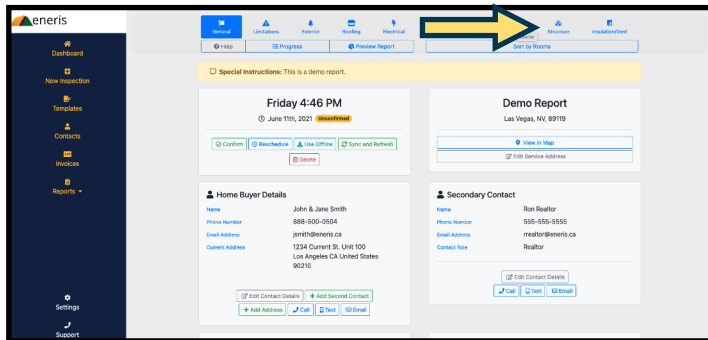 eneris
General Limitations Exterior Roofing Electrical Structure Insulation/Vent
Help Progress Preview Report Sort by Rooms
Dashboard
New Inspection
Templates
Contacts
Invoices
Reports
Settings
Support
Special Instructions: This is a demo report.
Friday 4:46 PM
June 11th, 2021 Unconfirmed
Confirm Reschedule Use Offline Sync and Refresh
Delete
Demo Report
Las Vegas, NV, 89119
View in Map
Edit Service Address
Home Buyer Details
Name John & Jane Smith
Phone Number 888-500-0504
Email Address jsmith@eneris.ca
Current Address 1234 Current St. Unit 100
Los Angeles CA United States
90210
Edit Contact Details + Add Second Contact
+ Add Address Call Text Email
Secondary Contact
Name Ron Realtor
Phone Number 555-555-5555
Email Address rrealtor@eneris.ca
Contact Role Realtor
Edit Contact Details
Call Text Email